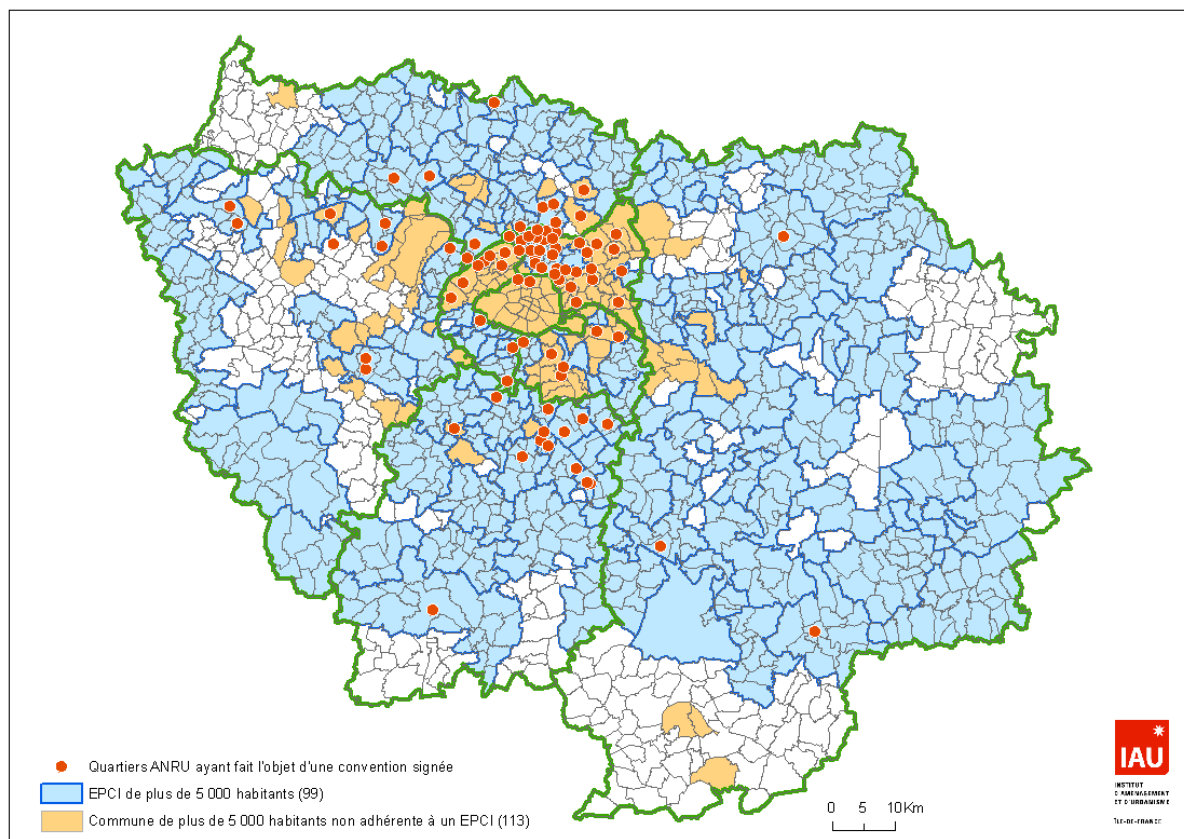 Quartiers ANRU ayant fait l'objet d'une convention signée
EPCI de plus de 5 000 habitants (99)
Commune de plus de 5 000 habitants non adhérente à un EPCI (113)
0 5 10 Km
IAU
INSTITUT
D'AMÉNAGEMENT
ET D'URBANISME
ÎLE-DE-FRANCE